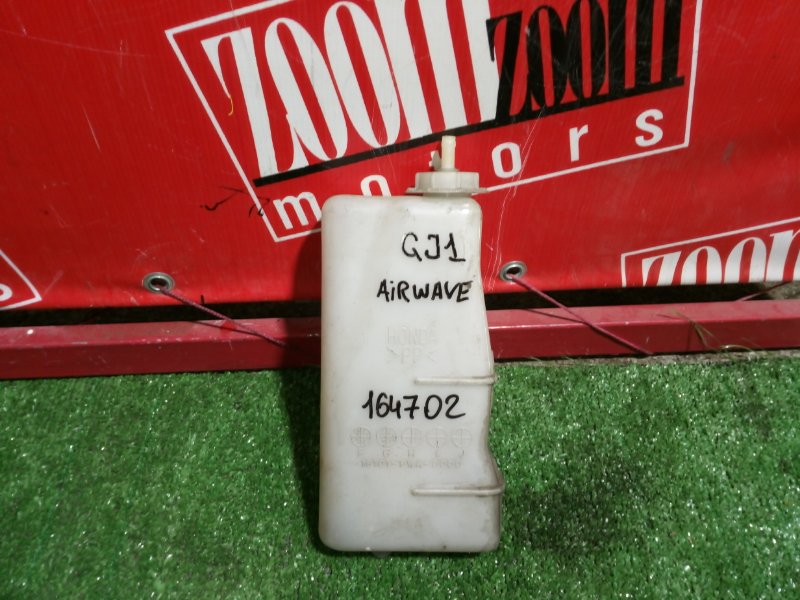 zoom zoom
motors
zoom
GJ1
AiRWAVE
HONDA
>PP<
164702
F G H I J